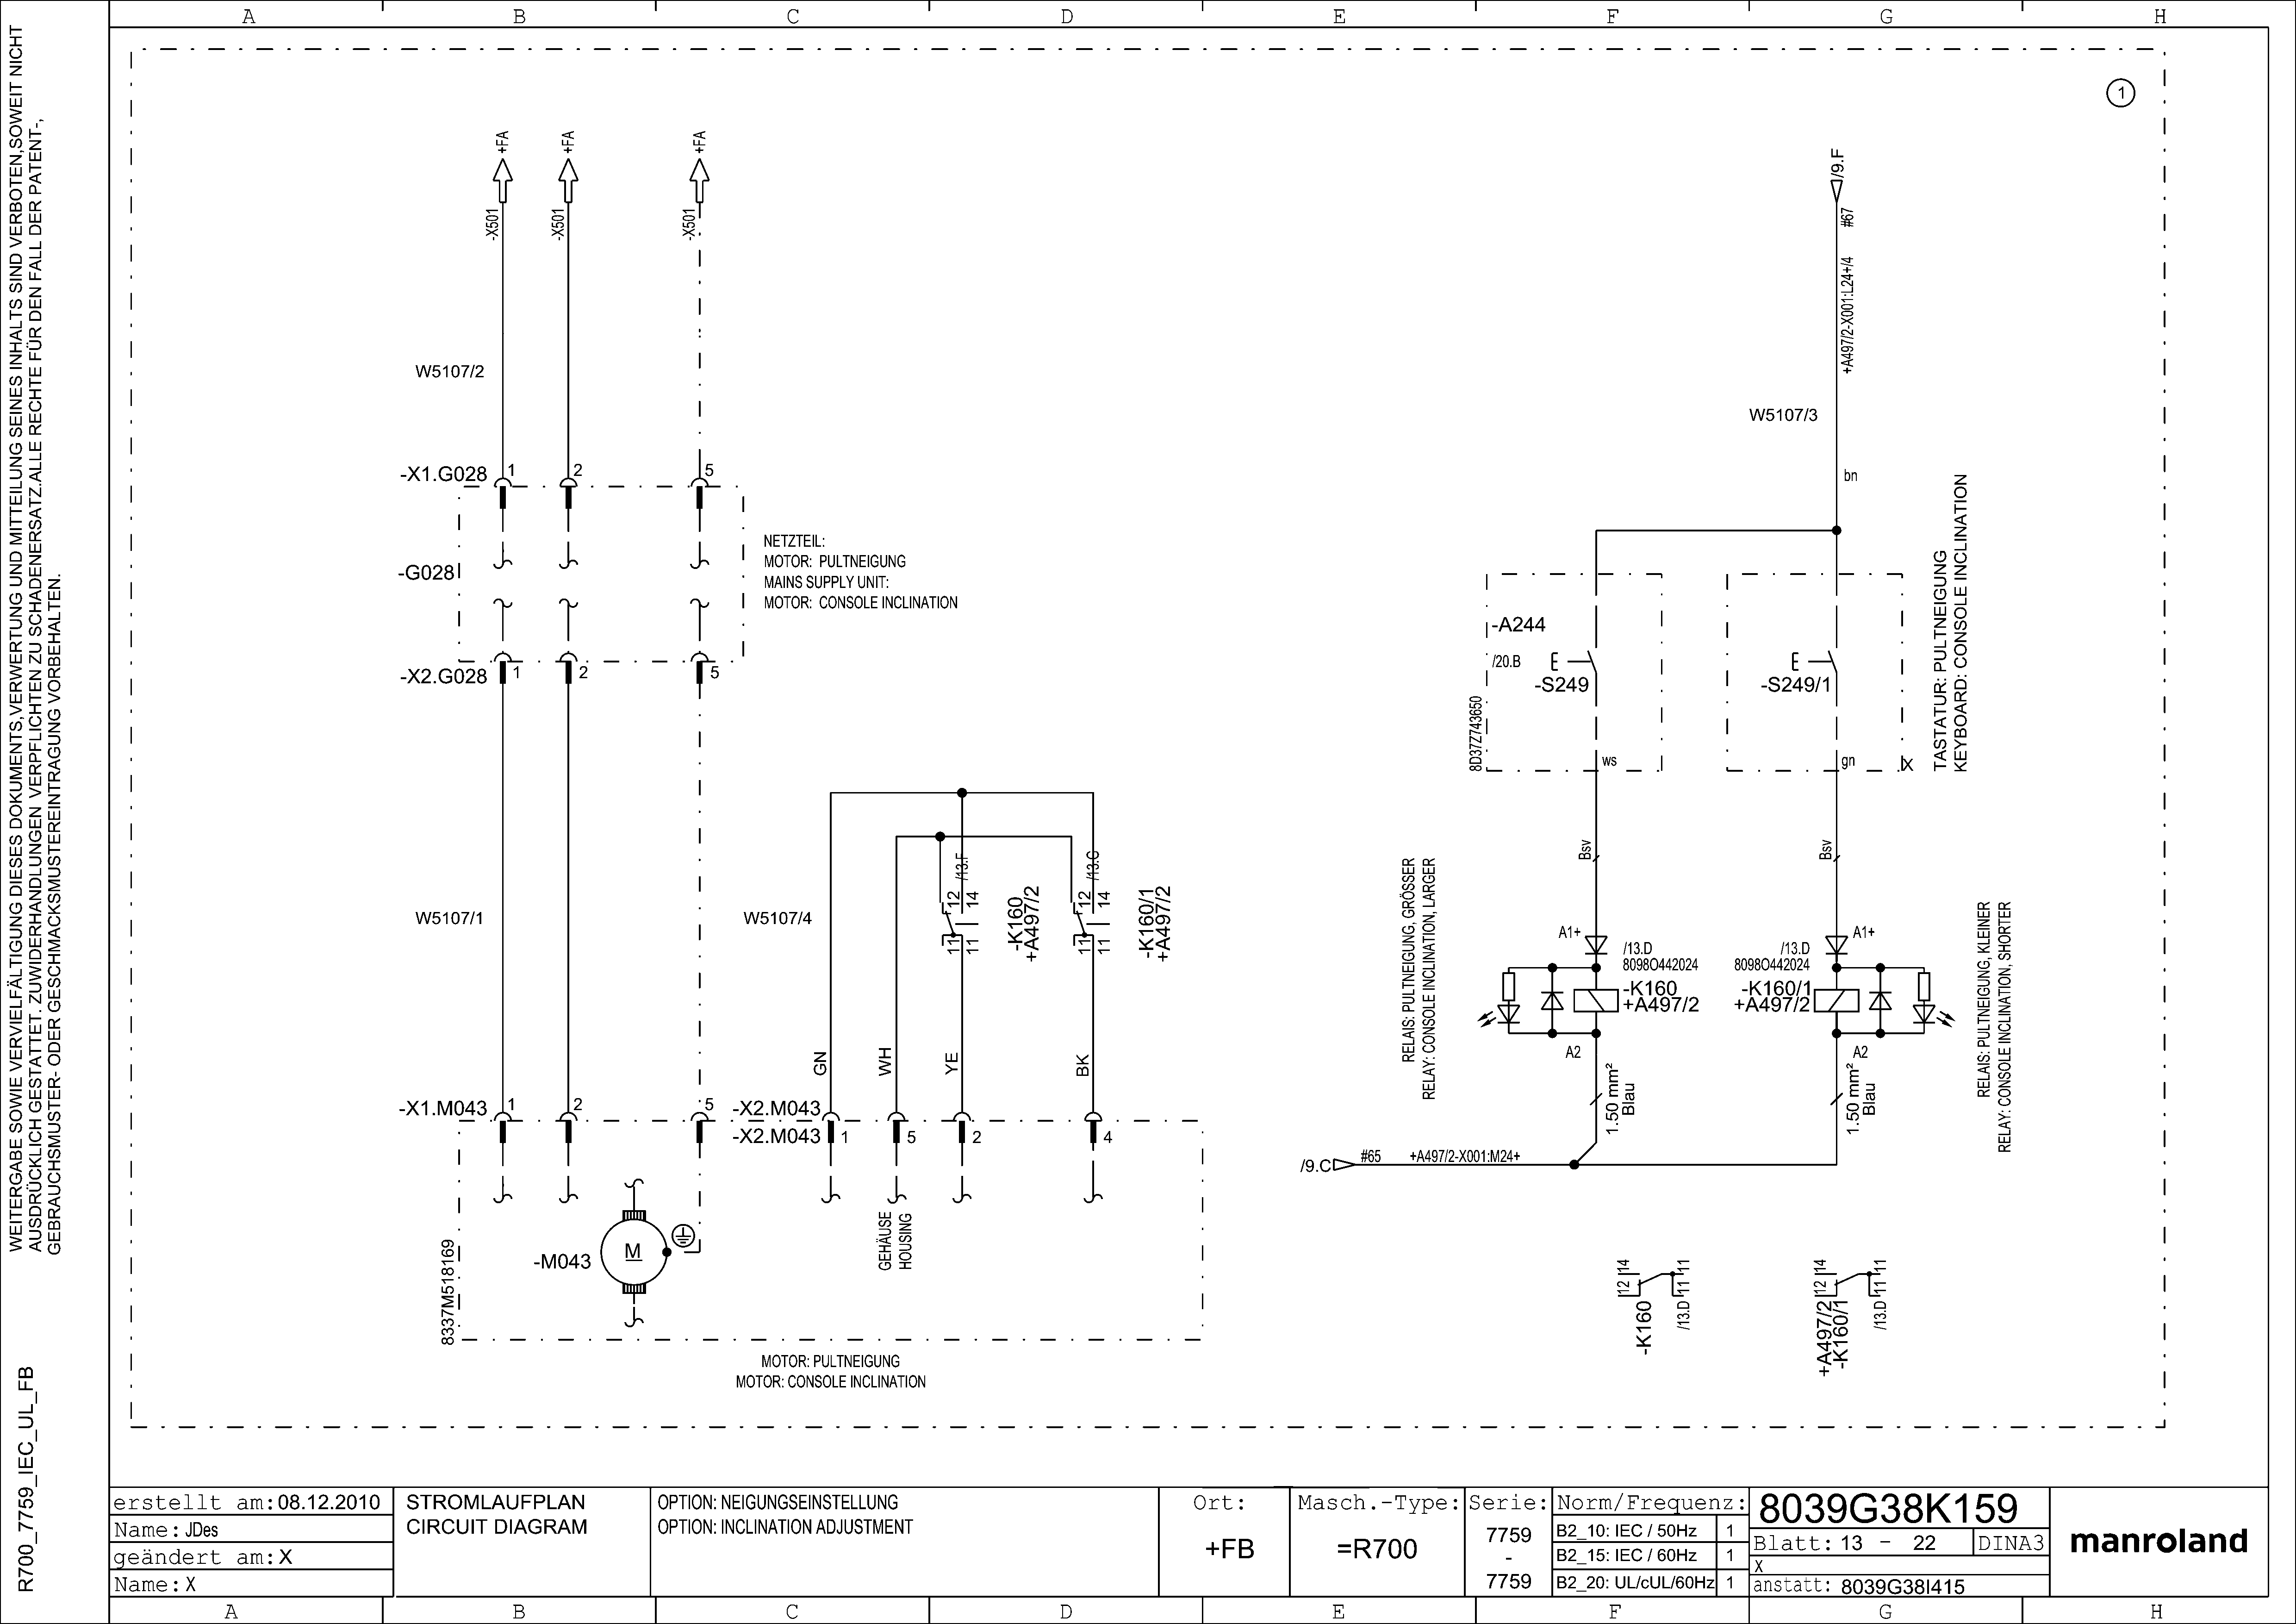 A B C D E F G H
WEITERGABE SOWIE VERVIELFÄLTIGUNG DIESES DOKUMENTS,VERWERTUNG UND MITTEILUNG SEINES INHALTS SIND VERBOTEN,SOWEIT NICHT
AUSDRÜCKLICH GESTATTET. ZUWIDERHANDLUNGEN VERPFLICHTEN ZU SCHADENERSATZ.ALLE RECHTE FÜR DEN FALL DER PATENT-,
GEBRAUCHSMUSTER- ODER GESCHMACKSMUSTEREINTRAGUNG VORBEHALTEN.
R700_7759_IEC_UL_FB
1
+FA
+FA
+FA
-X501
-X501
-X501
W5107/2
-X1.G028 1 2 5
-G028
NETZTEIL:
MOTOR: PULTNEIGUNG
MAINS SUPPLY UNIT:
MOTOR: CONSOLE INCLINATION
-X2.G028 1 2 5
W5107/1
W5107/4
/13.F
12 14
11 11
-K160
+A497/2
/13.G
12 14
11 11
-K160/1
+A497/2
GN
WH
YE
BK
-X1.M043 1 2 5
-X2.M043
-X2.M043 1 5 2 4
GEHÄUSE
HOUSING
8337M518169
-M043
M
MOTOR: PULTNEIGUNG
MOTOR: CONSOLE INCLINATION
/9.F
#67
+A497/2-X001:L24+/4
W5107/3
bn
-A244
/20.B
E
-S249
8D37Z743650
ws
E
-S249/1
gn
X
TASTATUR: PULTNEIGUNG
KEYBOARD: CONSOLE INCLINATION
Bsv
Bsv
RELAIS: PULTNEIGUNG, GRÖSSER
RELAY: CONSOLE INCLINATION, LARGER
A1+
/13.D
8098O442024
-K160
+A497/2
A2
1.50 mm²
Blau
A1+
/13.D
8098O442024
-K160/1
+A497/2
A2
1.50 mm²
Blau
RELAIS: PULTNEIGUNG, KLEINER
RELAY: CONSOLE INCLINATION, SHORTER
/9.C
#65
+A497/2-X001:M24+
12 14
11 11
-K160
/13.D
12 14
11 11
+A497/2
-K160/1
/13.D
erstellt am: 08.12.2010
Name: JDes
geändert am: X
Name: X
STROMLAUFPLAN
CIRCUIT DIAGRAM
OPTION: NEIGUNGSEINSTELLUNG
OPTION: INCLINATION ADJUSTMENT
Ort:
+FB
Masch.-Type:
=R700
Serie:
7759
-
7759
Norm/Frequenz:
B2_10: IEC / 50Hz 1
B2_15: IEC / 60Hz 1
B2_20: UL/cUL/60Hz 1
8039G38K159
Blatt: 13 - 22 DINA3
X
anstatt: 8039G38I415
manroland
A B C D E F G H